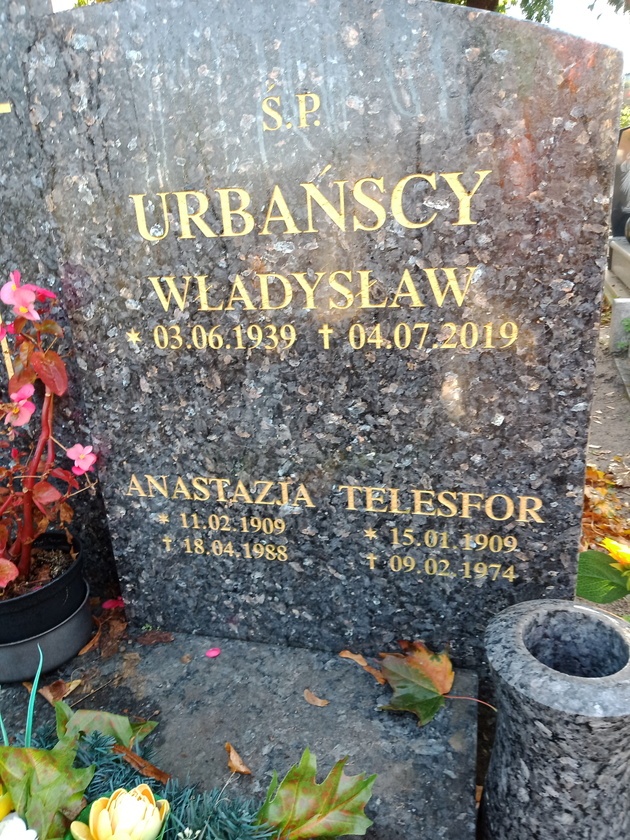 Ś.P.
URBAŃSCY
WŁADYSŁAW
✶ 03.06.1939 ✝ 04.07.2019
ANASTAZJA TELESFOR
✶ 11.02.1909 ✶ 15.01.1909
✝ 18.04.1988 ✝ 09.02.1974